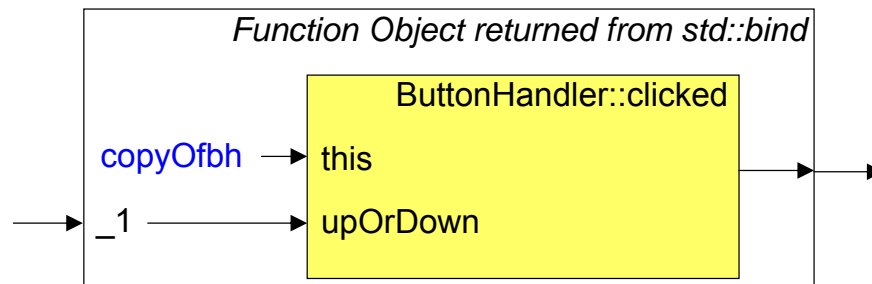 Function Object returned from std::bind
ButtonHandler::clicked
copyOfbh
this
_1
upOrDown